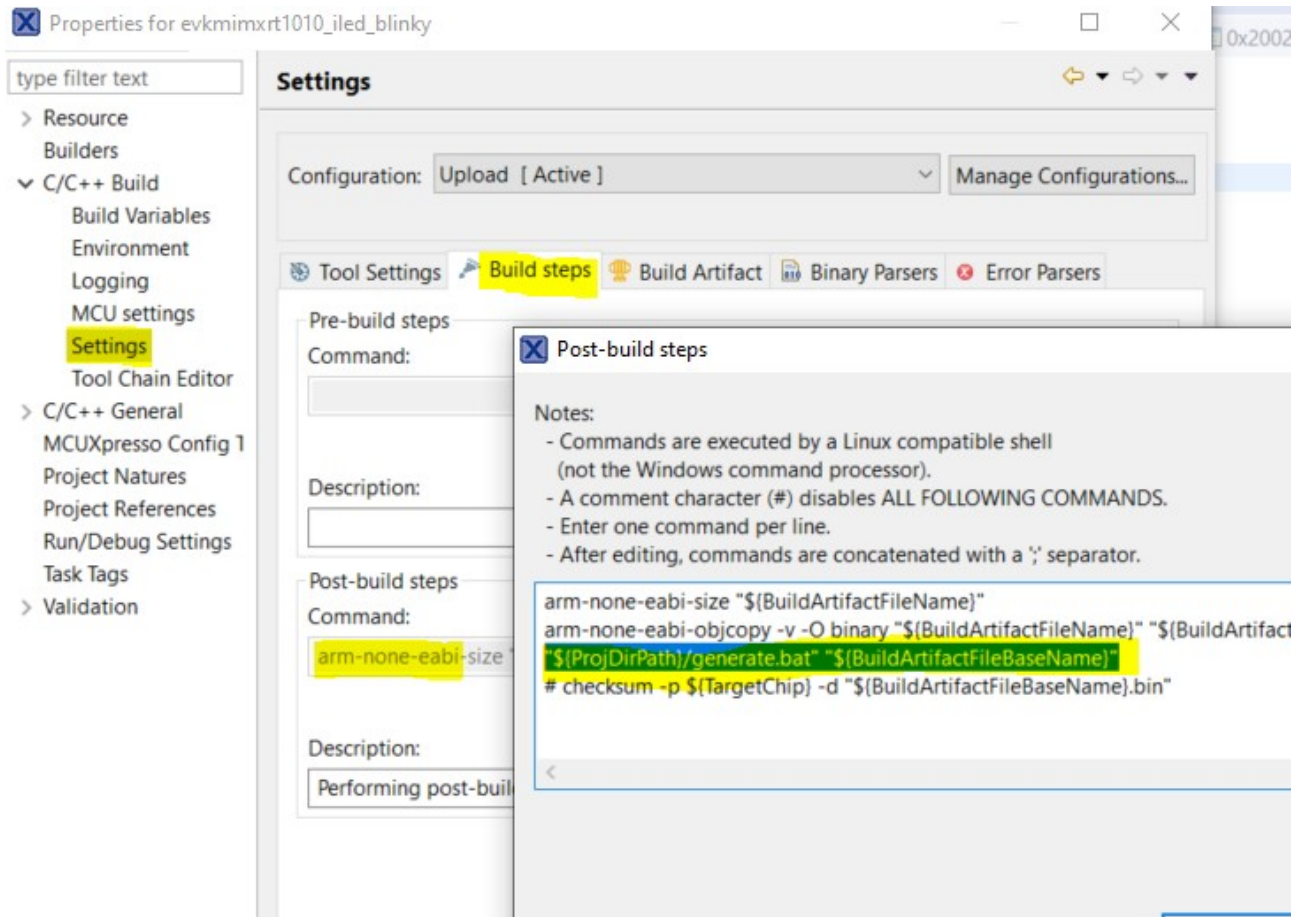 Properties for evkmimxrt1010_iled_blinky
0x2002
type filter text
Settings
Resource
Builders
C/C++ Build
Build Variables
Environment
Logging
MCU settings
Settings
Tool Chain Editor
C/C++ General
MCUXpresso Config T
Project Natures
Project References
Run/Debug Settings
Task Tags
Validation
Configuration: Upload [ Active ] Manage Configurations...
Tool Settings Build steps Build Artifact Binary Parsers Error Parsers
Pre-build steps
Command:
Description:
Post-build steps
Command:
arm-none-eabi-size "
Description:
Performing post-buil
Post-build steps
Notes:
- Commands are executed by a Linux compatible shell
(not the Windows command processor).
- A comment character (#) disables ALL FOLLOWING COMMANDS.
- Enter one command per line.
- After editing, commands are concatenated with a ';' separator.
arm-none-eabi-size "${BuildArtifactFileName}"
arm-none-eabi-objcopy -v -O binary "${BuildArtifactFileName}" "${BuildArtifact
"${ProjDirPath}/generate.bat" "${BuildArtifactFileBaseName}"
# checksum -p ${TargetChip} -d "${BuildArtifactFileBaseName}.bin"